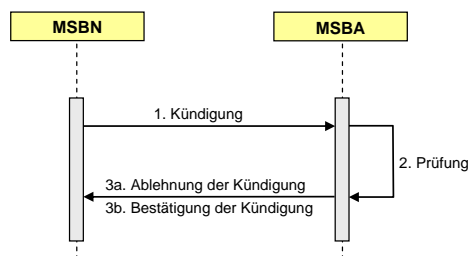 MSBN
MSBA
1. Kündigung
2. Prüfung
3a. Ablehnung der Kündigung
3b. Bestätigung der Kündigung